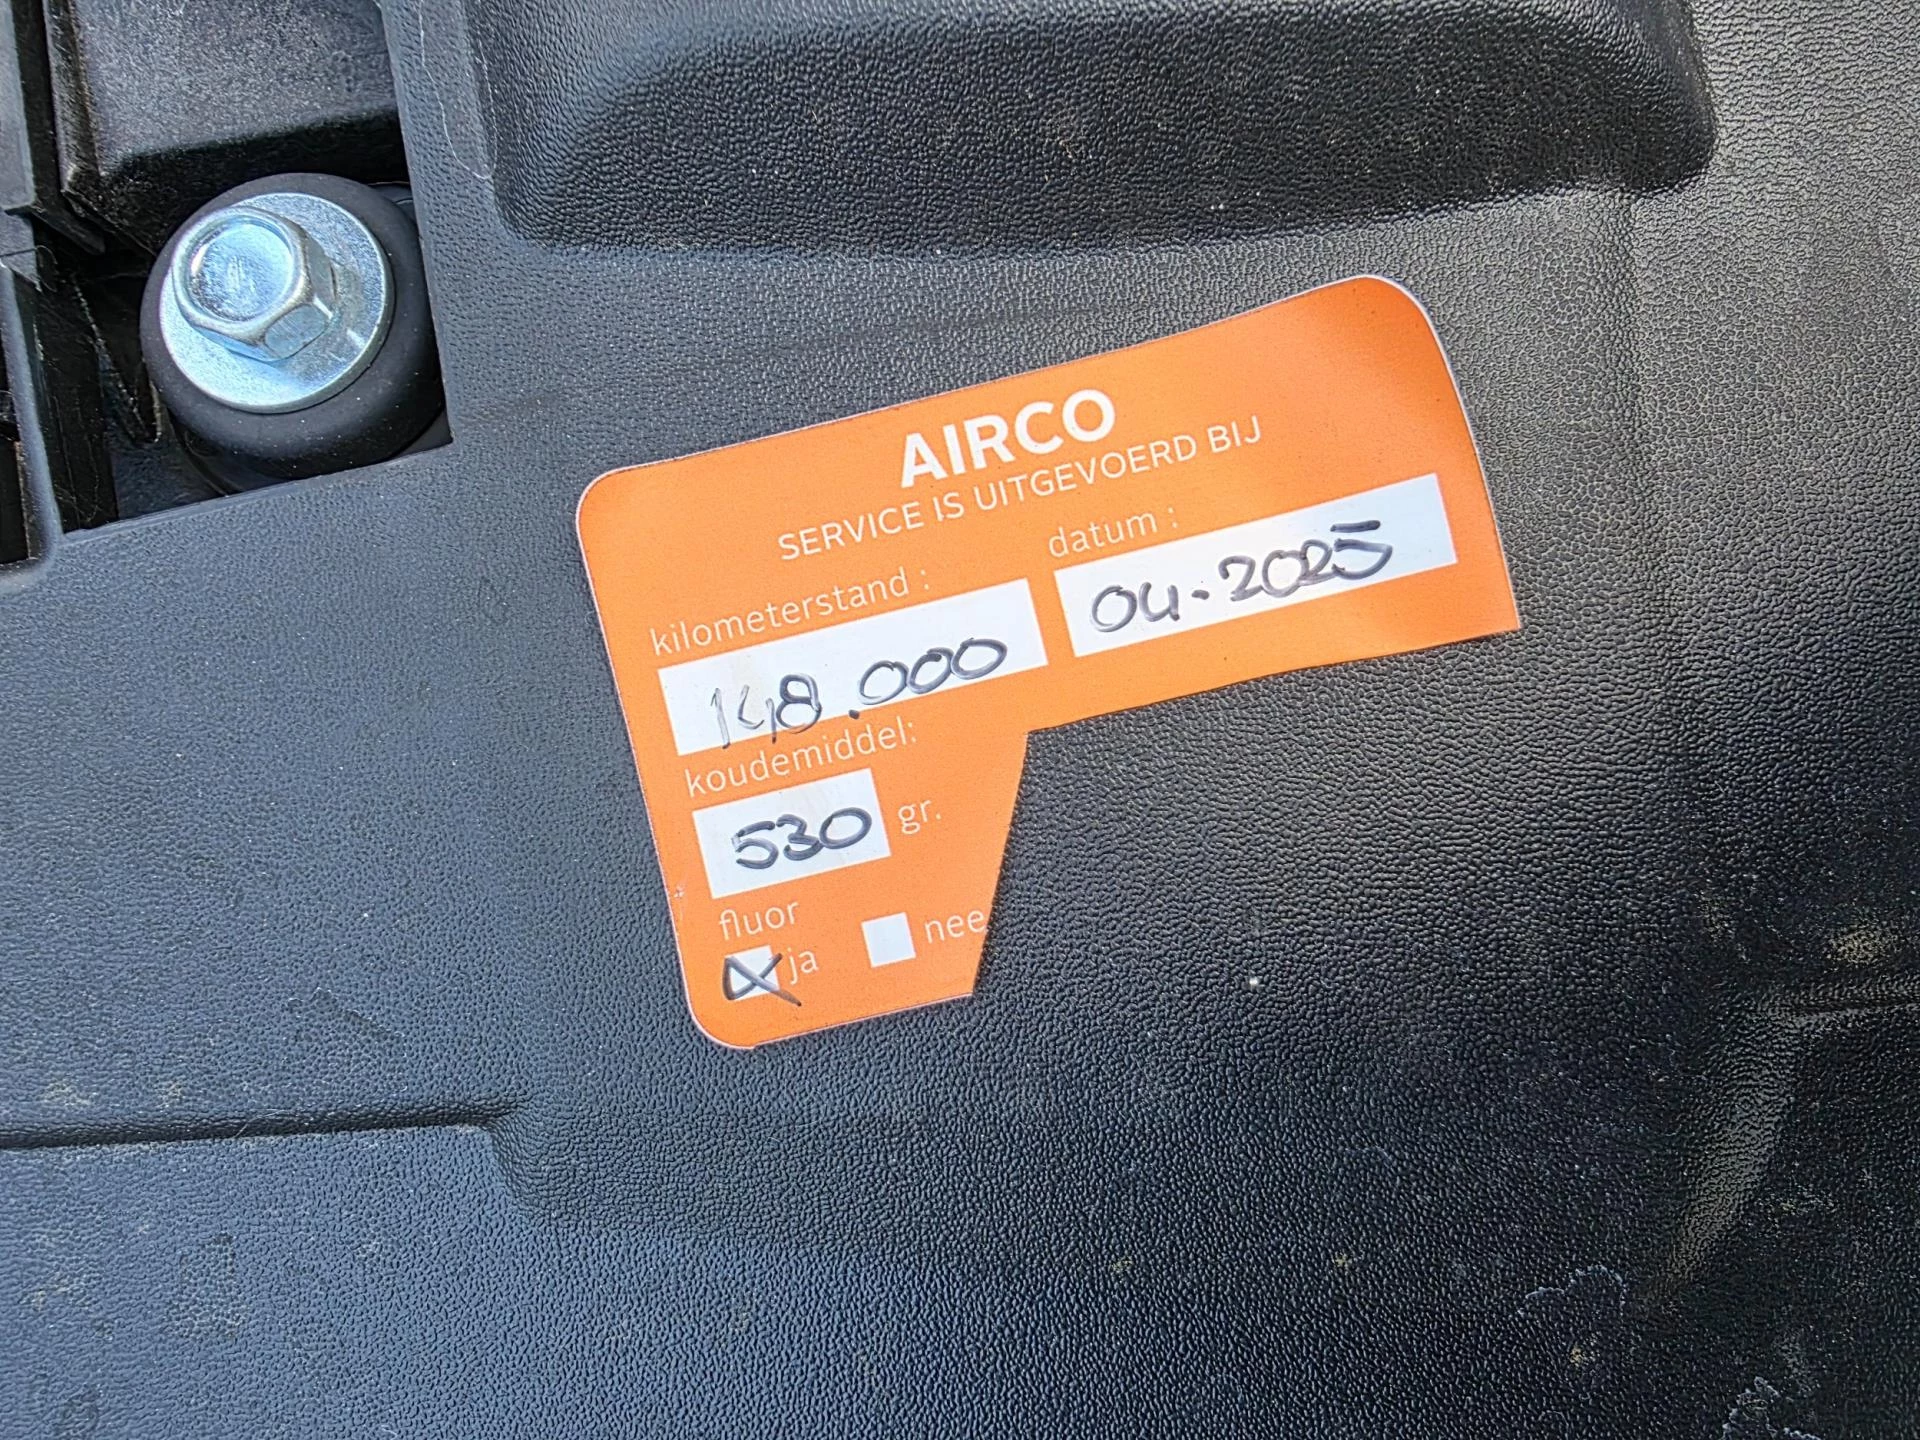 AIRCO
SERVICE IS UITGEVOERD BIJ
kilometerstand : datum :
148.000 04-2025
koudemiddel:
530 gr.
fluor
ja nee